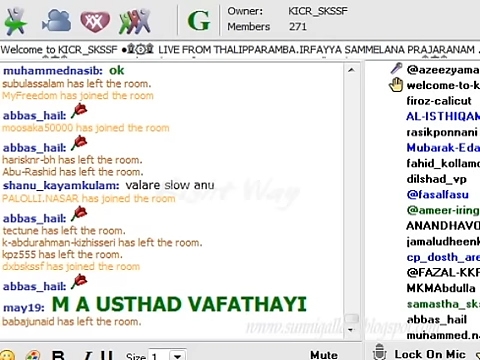 Owner: KICR_SKSSF
Members 271
Welcome to KICR_SKSSF LIVE FROM THALIPPARAMBA.IRFAYYA SAMMELANA PRAJARANAM .
muhammednasib: ok
subulassalam has left the room.
MyFreedom has joined the room
abbas_hail:
moosaka50000 has joined the room
abbas_hail:
harisknr-bh has left the room.
Abu-Rashid has left the room.
shanu_kayamkulam: valare slow anu
PALOLLI.NASAR has joined the room
abbas_hail:
tectune has left the room.
k-abdurahman-kizhisseri has left the room.
kpz555 has left the room.
dxbskssf has joined the room
abbas_hail:
may19: M A USTHAD VAFATHAYI
babajunaid has left the room.
@azeezyama
welcome-to-k
firoz-calicut
AL-ISTHIQAM
rasikponnani
Mubarak-Eda
fahid_kollamo
dilshad_vp
@fasalfasu
@ameer-iring
ANANDHAVO
jamaludheenk
cp_dosth_are
@FAZAL-KKF
MKMAbdulla
samastha_sk
abbas_hail
muhammed.na
B I U Size 1 Mute
Lock On Mic